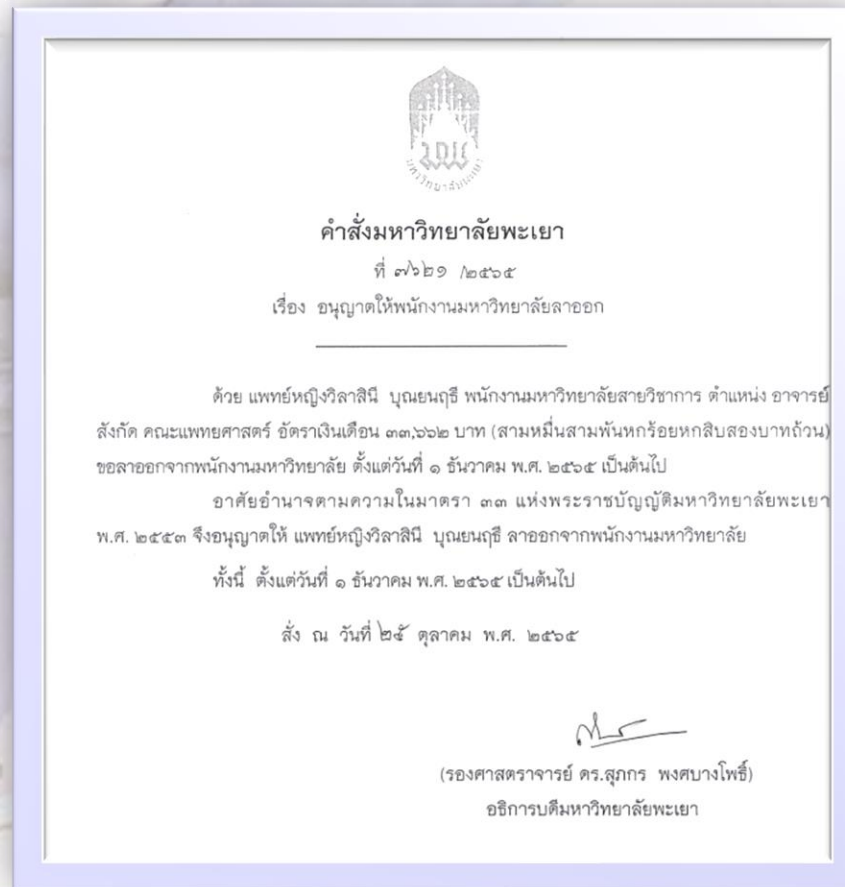 มพ
มหาวิทยาลัยพะเยา
คำสั่งมหาวิทยาลัยพะเยา
ที่ ๗๖๒๑ /๒๕๖๕
เรื่อง อนุญาตให้พนักงานมหาวิทยาลัยลาออก
ด้วย แพทย์หญิงวิลาสินี บุณยนฤธี พนักงานมหาวิทยาลัยสายวิชาการ ตำแหน่ง อาจารย์
สังกัด คณะแพทยศาสตร์ อัตราเงินเดือน ๓๓,๖๖๒ บาท (สามหมื่นสามพันหกร้อยหกสิบสองบาทถ้วน)
ขอลาออกจากพนักงานมหาวิทยาลัย ตั้งแต่วันที่ ๑ ธันวาคม พ.ศ. ๒๕๖๕ เป็นต้นไป
อาศัยอำนาจตามความในมาตรา ๓๓ แห่งพระราชบัญญัติมหาวิทยาลัยพะเยา
พ.ศ. ๒๕๕๓ จึงอนุญาตให้ แพทย์หญิงวิลาสินี บุณยนฤธี ลาออกจากพนักงานมหาวิทยาลัย
ทั้งนี้ ตั้งแต่วันที่ ๑ ธันวาคม พ.ศ. ๒๕๖๕ เป็นต้นไป
สั่ง ณ วันที่ ๒๕ ตุลาคม พ.ศ. ๒๕๖๕
(รองศาสตราจารย์ ดร.สุภกร พงศบางโพธิ์)
อธิการบดีมหาวิทยาลัยพะเยา